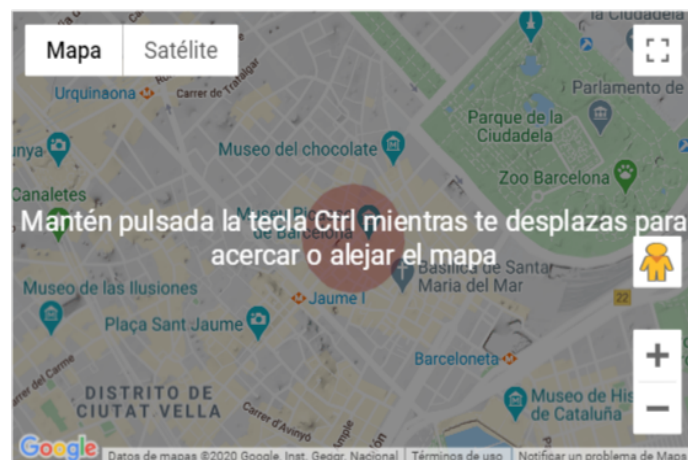 la Ciudadela
Mapa
Satélite
Urquinaona
Carrer de Trafalgar
Parlamento de
Parque de la
Ciudadela
Museo del chocolate
Zoo Barcelona
Canaletes
Mantén pulsada la tecla Ctrl mientras te desplazas para
acercar o alejar el mapa
de Barcelona
Basílica de Santa
Maria del Mar
Museo de las Ilusiones
Jaume I
22
Plaça Sant Jaume
Barceloneta
DISTRITO DE
CIUTAT VELLA
Museo de His
de Cataluña
Carrer d'Avinyó
Google
Datos de mapas ©2020 Google, Inst. Geogr. Nacional
Términos de uso
Notificar un problema de Maps